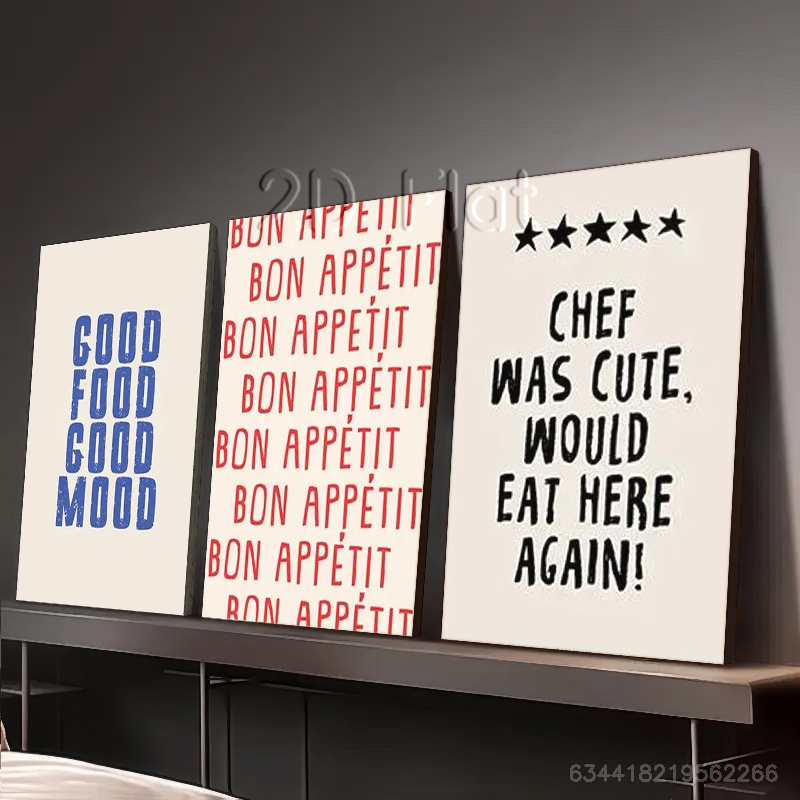 2D Flat
GOOD
FOOD
GOOD
MOOD
BON APPÉTIT
BON APPÉTIT
BON APPÉTIT
BON APPÉTIT
BON APPÉTIT
BON APPÉTIT
BON APPÉTIT
BON APPÉTIT
★★★★★
CHEF
WAS CUTE,
WOULD
EAT HERE
AGAIN!
634418219562266